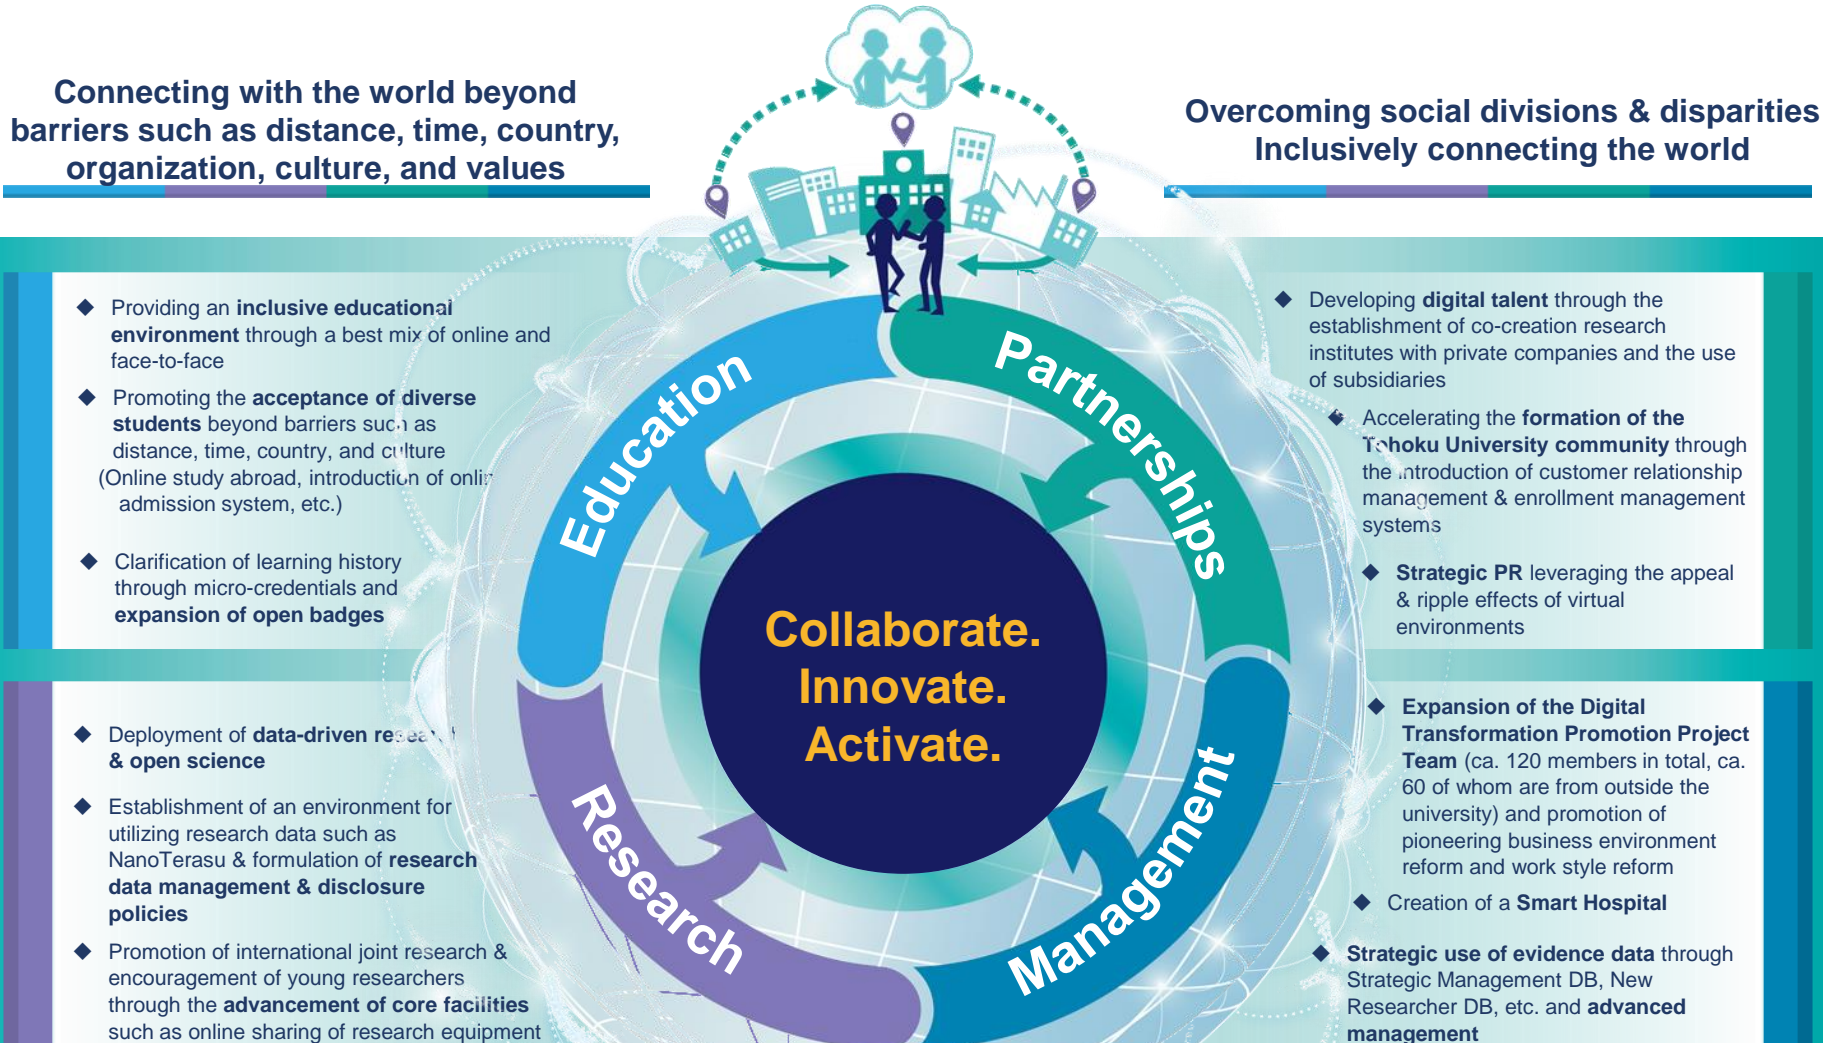 Connecting with the world beyond
barriers such as distance, time, country,
organization, culture, and values
Overcoming social divisions & disparities
Inclusively connecting the world
◆ Providing an inclusive educational
environment through a best mix of online and
face-to-face
◆ Promoting the acceptance of diverse
students beyond barriers such as
distance, time, country, and culture
(Online study abroad, introduction of onlin
admission system, etc.)
◆ Clarification of learning history
through micro-credentials and
expansion of open badges
◆ Deployment of data-driven research
& open science
◆ Establishment of an environment for
utilizing research data such as
NanoTerasu & formulation of research
data management & disclosure
policies
◆ Promotion of international joint research &
encouragement of young researchers
through the advancement of core facilities
such as online sharing of research equipment
Education
Partnerships
Research
Management
Collaborate.
Innovate.
Activate.
◆ Developing digital talent through the
establishment of co-creation research
institutes with private companies and the use
of subsidiaries
◆ Accelerating the formation of the
Tohoku University community through
the introduction of customer relationship
management & enrollment management
systems
◆ Strategic PR leveraging the appeal
& ripple effects of virtual
environments
◆ Expansion of the Digital
Transformation Promotion Project
Team (ca. 120 members in total, ca.
60 of whom are from outside the
university) and promotion of
pioneering business environment
reform and work style reform
◆ Creation of a Smart Hospital
◆ Strategic use of evidence data through
Strategic Management DB, New
Researcher DB, etc. and advanced
management